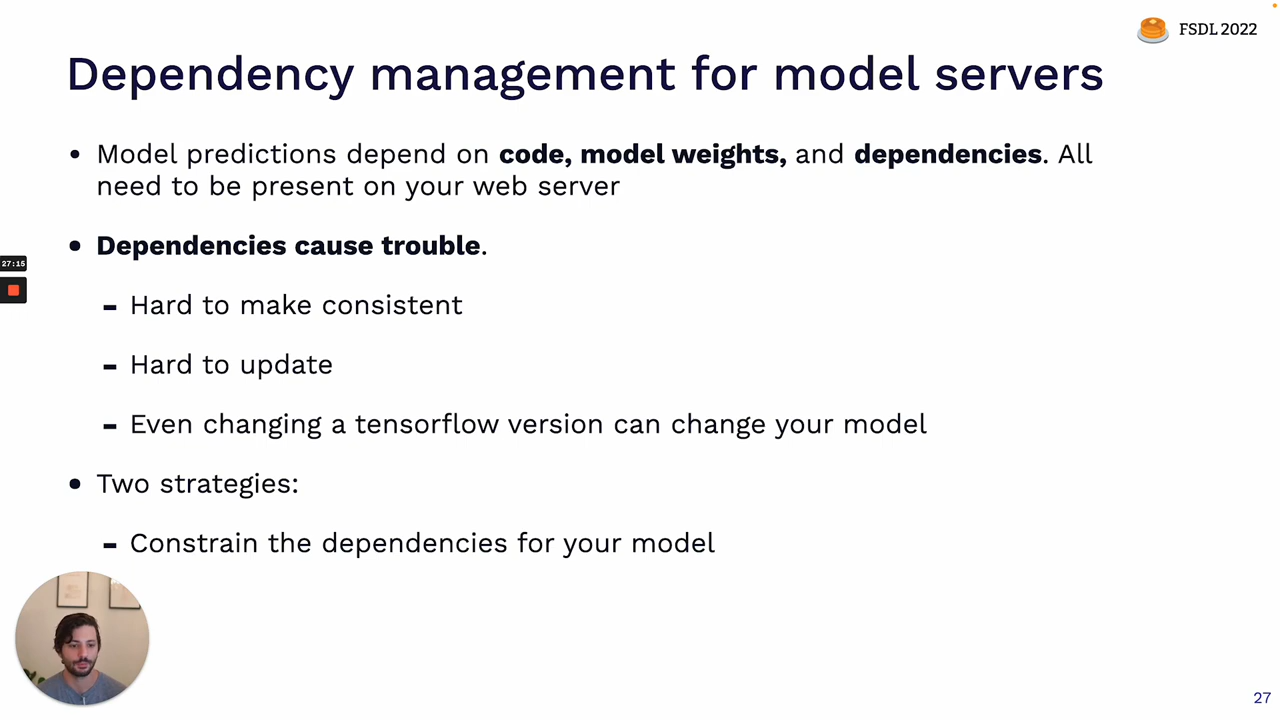 FSDL 2022
Dependency management for model servers
• Model predictions depend on code, model weights, and dependencies. All
need to be present on your web server
• Dependencies cause trouble.
- Hard to make consistent
- Hard to update
- Even changing a tensorflow version can change your model
• Two strategies:
- Constrain the dependencies for your model
27:15
27